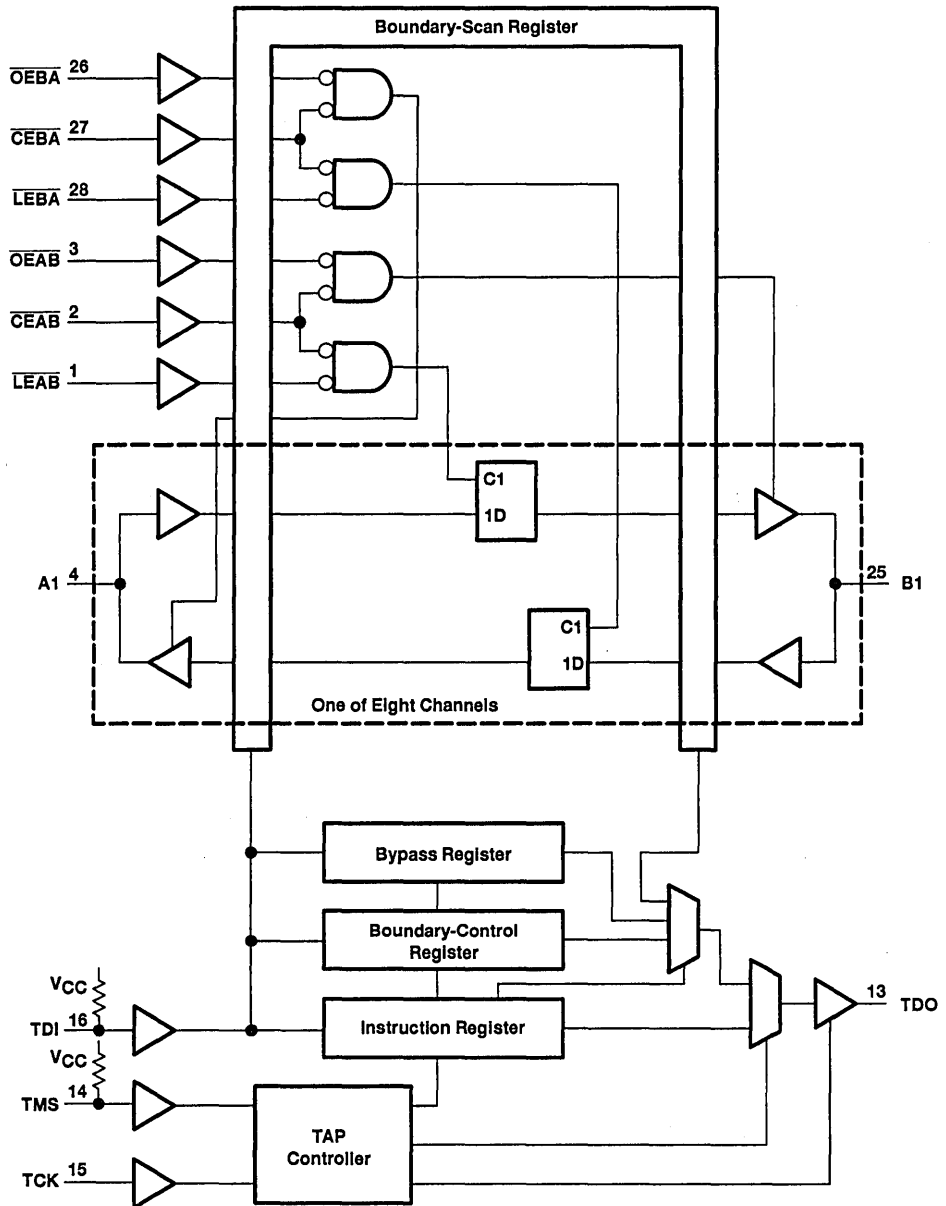 Boundary-Scan Register
OEBA 26
CEBA 27
LEBA 28
OEAB 3
CEAB 2
LEAB 1
C1
1D
A1 4
25 B1
C1
1D
One of Eight Channels
Bypass Register
Boundary-Control
Register
VCC
TDI 16
Instruction Register
13 TDO
VCC
TMS 14
TAP
Controller
TCK 15